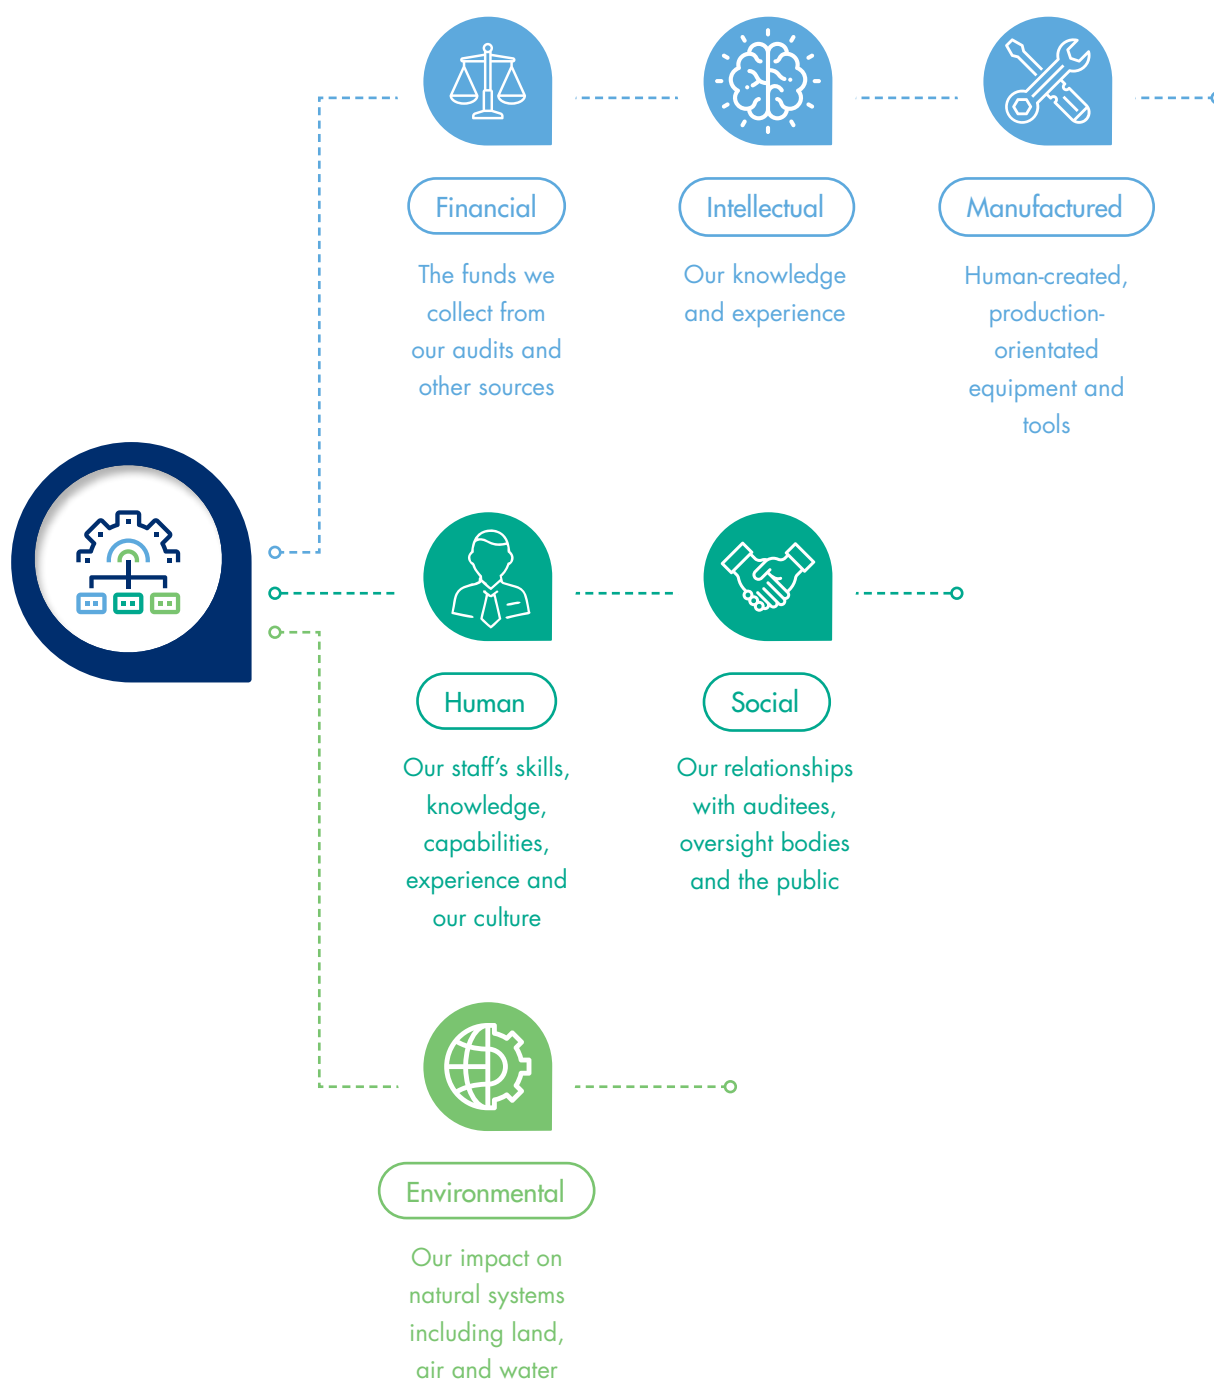 Financial
The funds we
collect from
our audits and
other sources
Intellectual
Our knowledge
and experience
Manufactured
Human-created,
production-
orientated
equipment and
tools
Human
Our staff’s skills,
knowledge,
capabilities,
experience and
our culture
Social
Our relationships
with auditees,
oversight bodies
and the public
Environmental
Our impact on
natural systems
including land,
air and water